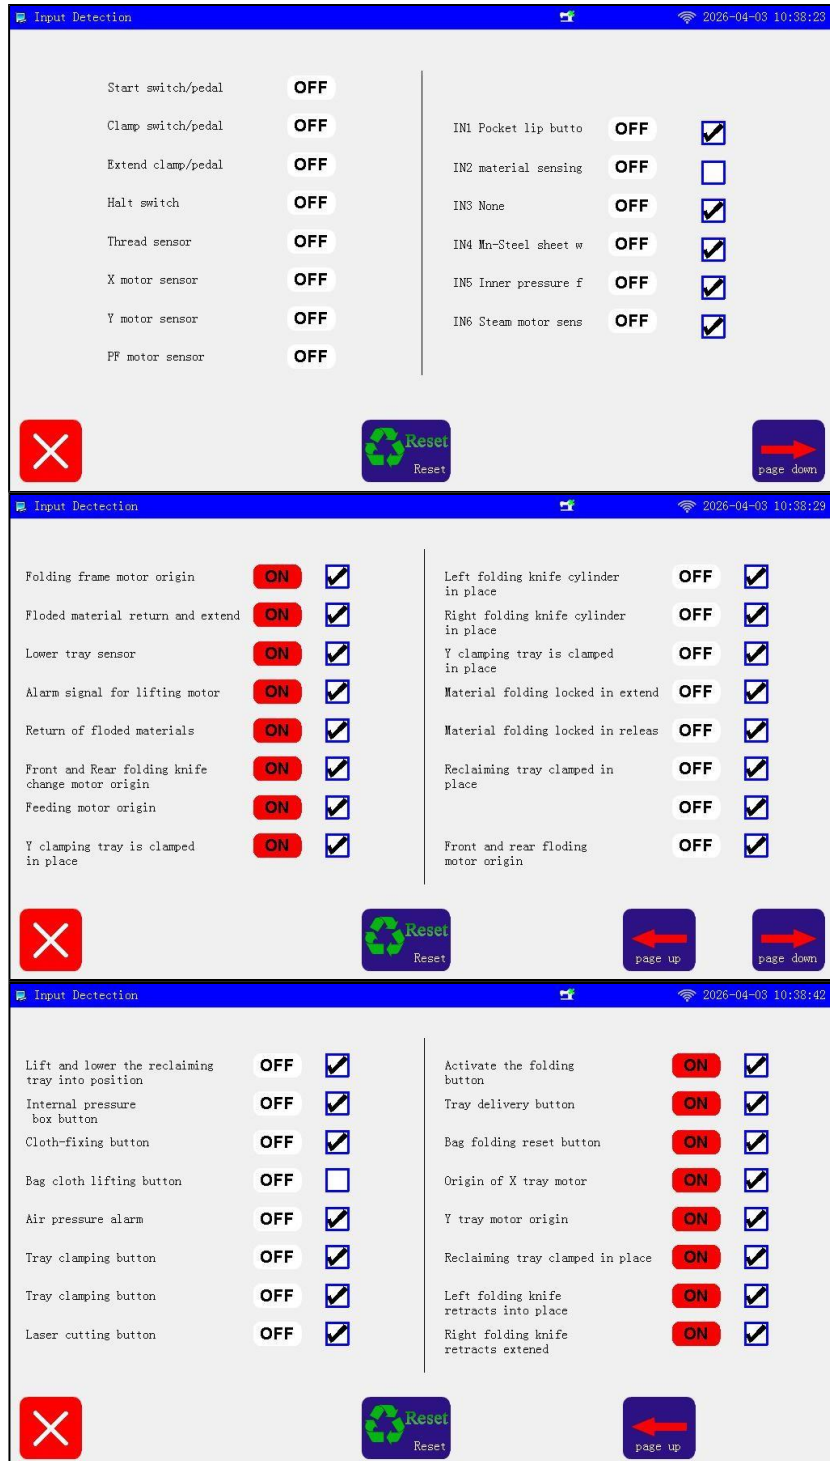 Input Detection 2026-04-03 10:38:23
Start switch/pedal OFF
Clamp switch/pedal OFF
Extend clamp/pedal OFF
Halt switch OFF
Thread sensor OFF
X motor sensor OFF
Y motor sensor OFF
PF motor sensor OFF
IN1 Pocket lip butto OFF
IN2 material sensing OFF
IN3 None OFF
IN4 Mn-Steel sheet w OFF
IN5 Inner pressure f OFF
IN6 Steam motor sens OFF
Reset
Reset
page down
Input Dectection 2026-04-03 10:38:29
Folding frame motor origin ON
Floded material return and extend ON
Lower tray sensor ON
Alarm signal for lifting motor ON
Return of floded materials ON
Front and Rear folding knife ON
change motor origin
Feeding motor origin ON
Y clamping tray is clamped ON
in place
Left folding knife cylinder OFF
in place
Right folding knife cylinder OFF
in place
Y clamping tray is clamped OFF
in place
Material folding locked in extend OFF
Material folding locked in releas OFF
Reclaiming tray clamped in OFF
place
OFF
Front and rear floding OFF
motor origin
Reset
Reset
page up
page down
Input Dectection 2026-04-03 10:38:42
Lift and lower the reclaiming OFF
tray into position
Internal pressure OFF
box button
Cloth-fixing button OFF
Bag cloth lifting button OFF
Air pressure alarm OFF
Tray clamping button OFF
Tray clamping button OFF
Laser cutting button OFF
Activate the folding ON
button
Tray delivery button ON
Bag folding reset button ON
Origin of X tray motor ON
Y tray motor origin ON
Reclaiming tray clamped in place ON
Left folding knife ON
retracts into place
Right folding knife ON
retracts extened
Reset
Reset
page up